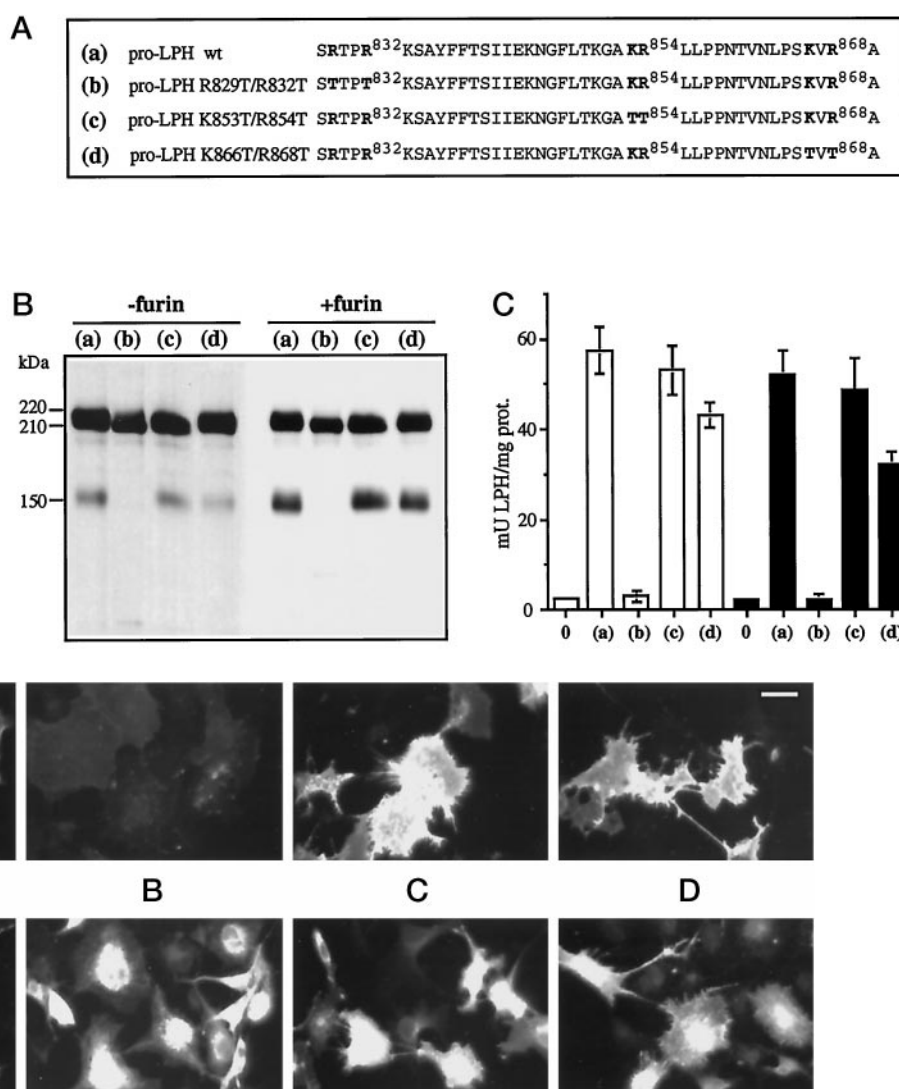 A
(a) pro-LPH wt SRTPR832KSAYFFTSIIEKNGFLTKGAKR854LLPPNTVNLPSKVR868A
(b) pro-LPH R829T/R832T STTPT832KSAYFFTSIIEKNGFLTKGAKR854LLPPNTVNLPSKVR868A
(c) pro-LPH K853T/R854T SRTPR832KSAYFFTSIIEKNGFLTKGATT854LLPPNTVNLPSKVR868A
(d) pro-LPH K866T/R868T SRTPR832KSAYFFTSIIEKNGFLTKGAKR854LLPPNTVNLPSTVT868A
B
-furin +furin
(a) (b) (c) (d) (a) (b) (c) (d)
kDa
220
210
150
C
mU LPH/mg prot.
60
40
20
0
0 (a) (b) (c) (d) 0 (a) (b) (c) (d)
B C D